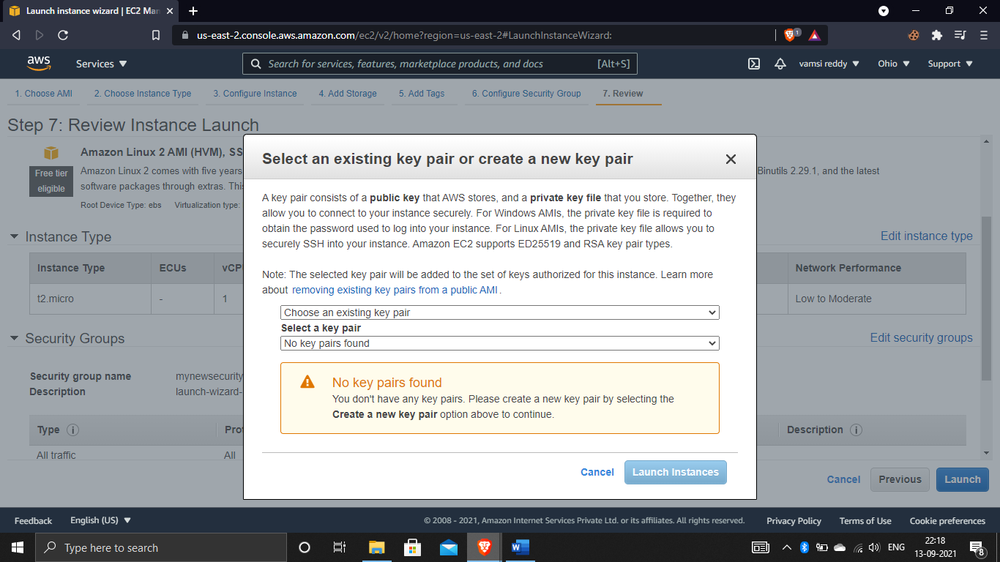 Launch instance wizard | EC2 Man
us-east-2.console.aws.amazon.com/ec2/v2/home?region=us-east-2#LaunchInstanceWizard:
1
aws
Services
Search for services, features, marketplace products, and docs
[Alt+S]
vamsi reddy
Ohio
Support
1. Choose AMI
2. Choose Instance Type
3. Configure Instance
4. Add Storage
5. Add Tags
6. Configure Security Group
7. Review
Step 7: Review Instance Launch
Amazon Linux 2 AMI (HVM), SS
Free tier
eligible
Amazon Linux 2 comes with five years
Binutils 2.29.1, and the latest
software packages through extras. Thi
Root Device Type: ebs Virtualization type:
Instance Type
Edit instance type
Instance Type
ECUs
vCP
Network Performance
t2.micro
-
1
Low to Moderate
Security Groups
Edit security groups
Security group name
mynewsecurity
Description
launch-wizard-
Type
Pro
Description
All traffic
All
Select an existing key pair or create a new key pair
A key pair consists of a public key that AWS stores, and a private key file that you store. Together, they
allow you to connect to your instance securely. For Windows AMIs, the private key file is required to
obtain the password used to log into your instance. For Linux AMIs, the private key file allows you to
securely SSH into your instance. Amazon EC2 supports ED25519 and RSA key pair types.
Note: The selected key pair will be added to the set of keys authorized for this instance. Learn more
about removing existing key pairs from a public AMI .
Choose an existing key pair
Select a key pair
No key pairs found
No key pairs found
You don't have any key pairs. Please create a new key pair by selecting the
Create a new key pair option above to continue.
Cancel
Launch Instances
Cancel
Previous
Launch
Feedback
English (US)
© 2008 - 2021, Amazon Internet Services Private Ltd. or its affiliates. All rights reserved.
Privacy Policy
Terms of Use
Cookie preferences
Type here to search
ENG
22:18
13-09-2021
8